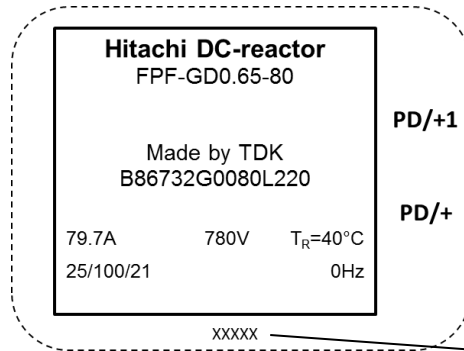 Hitachi DC-reactor
FPF-GD0.65-80
PD/+1
Made by TDK
B86732G0080L220
PD/+
79.7A 780V TR=40°C
25/100/21 0Hz
XXXXX